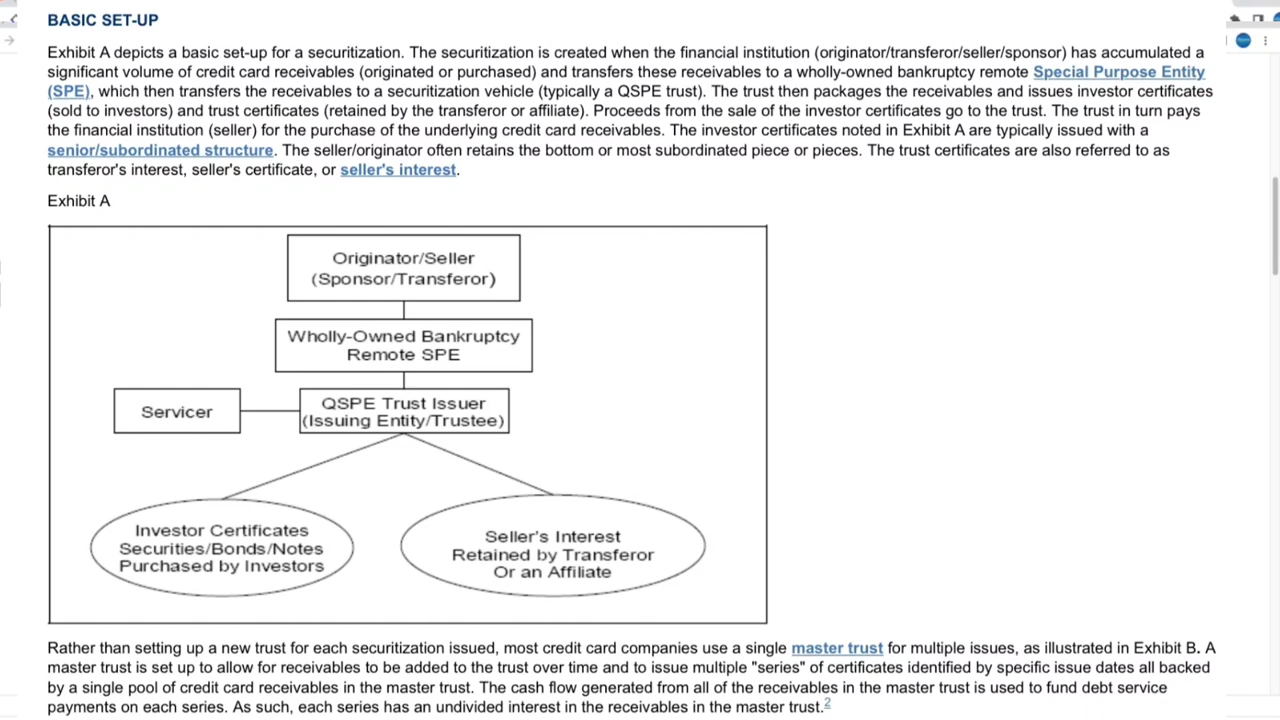 BASIC SET-UP
Exhibit A depicts a basic set-up for a securitization. The securitization is created when the financial institution (originator/transferor/seller/sponsor) has accumulated a
significant volume of credit card receivables (originated or purchased) and transfers these receivables to a wholly-owned bankruptcy remote Special Purpose Entity
(SPE), which then transfers the receivables to a securitization vehicle (typically a QSPE trust). The trust then packages the receivables and issues investor certificates
(sold to investors) and trust certificates (retained by the transferor or affiliate). Proceeds from the sale of the investor certificates go to the trust. The trust in turn pays
the financial institution (seller) for the purchase of the underlying credit card receivables. The investor certificates noted in Exhibit A are typically issued with a
senior/subordinated structure. The seller/originator often retains the bottom or most subordinated piece or pieces. The trust certificates are also referred to as
transferor's interest, seller's certificate, or seller's interest.
Exhibit A
Originator/Seller
(Sponsor/Transferor)
Wholly-Owned Bankruptcy
Remote SPE
Servicer
QSPE Trust Issuer
(Issuing Entity/Trustee)
Investor Certificates
Securities/Bonds/Notes
Purchased by Investors
Seller's Interest
Retained by Transferor
Or an Affiliate
Rather than setting up a new trust for each securitization issued, most credit card companies use a single master trust for multiple issues, as illustrated in Exhibit B. A
master trust is set up to allow for receivables to be added to the trust over time and to issue multiple "series" of certificates identified by specific issue dates all backed
by a single pool of credit card receivables in the master trust. The cash flow generated from all of the receivables in the master trust is used to fund debt service
payments on each series. As such, each series has an undivided interest in the receivables in the master trust.2